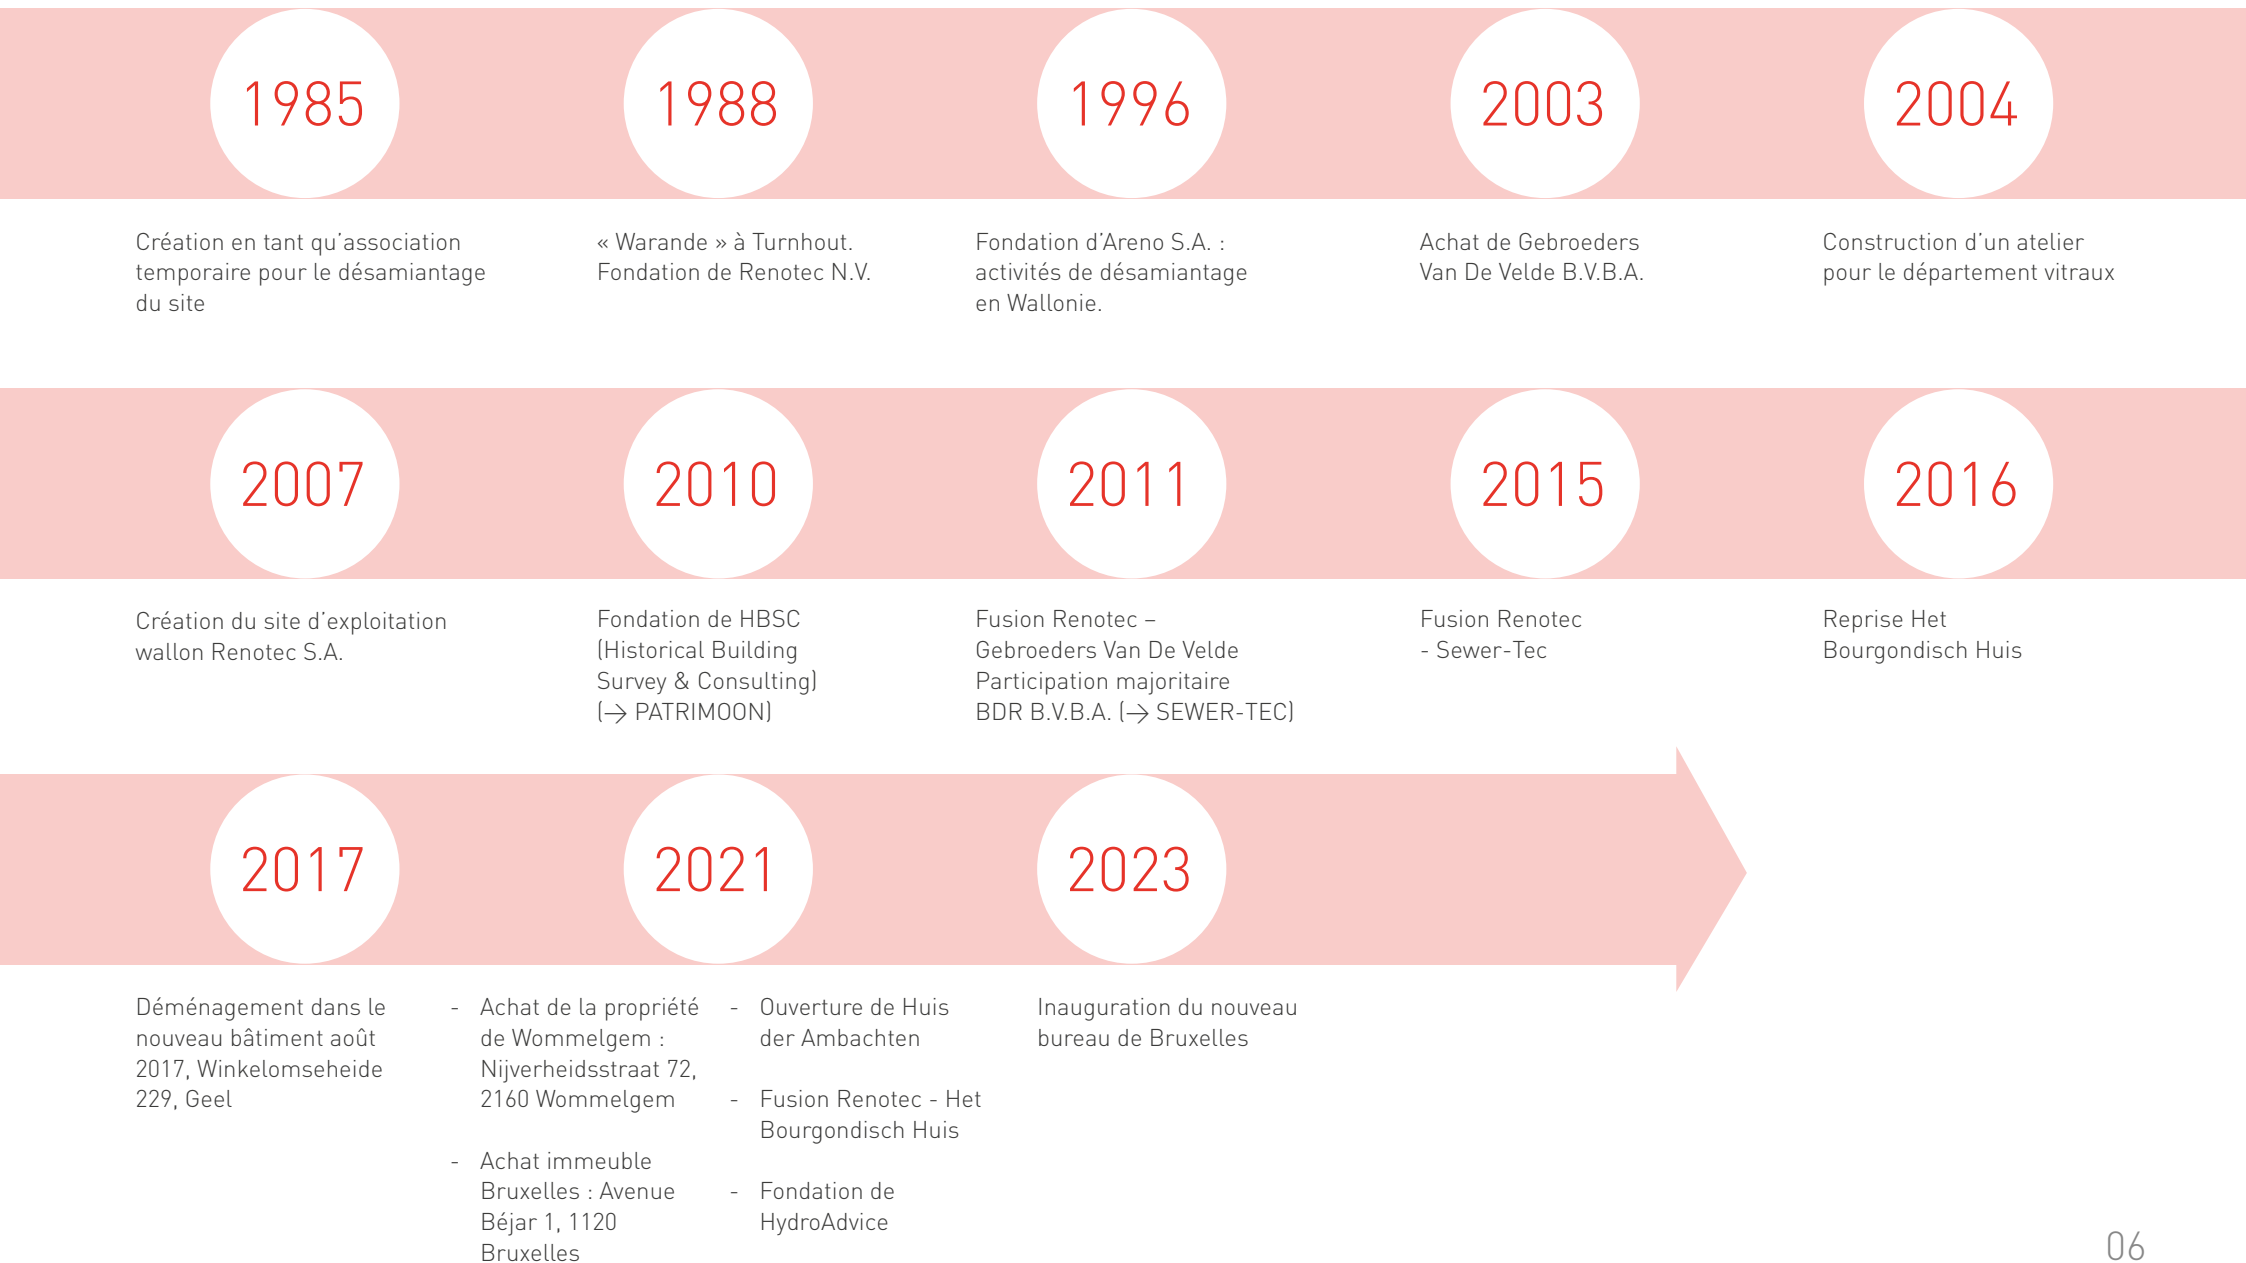 1985
1988
1996
2003
2004
Création en tant qu’association
temporaire pour le désamiantage
du site
« Warande » à Turnhout.
Fondation de Renotec N.V.
Fondation d’Areno S.A. :
activités de désamiantage
en Wallonie.
Achat de Gebroeders
Van De Velde B.V.B.A.
Construction d’un atelier
pour le département vitraux
2007
2010
2011
2015
2016
Création du site d’exploitation
wallon Renotec S.A.
Fondation de HBSC
(Historical Building
Survey & Consulting)
(→ PATRIMOON)
Fusion Renotec –
Gebroeders Van De Velde
Participation majoritaire
BDR B.V.B.A. (→ SEWER-TEC)
Fusion Renotec
- Sewer-Tec
Reprise Het
Bourgondisch Huis
2017
2021
2023
Déménagement dans le
nouveau bâtiment août
2017, Winkelomseheide
229, Geel
- Achat de la propriété
de Wommelgem :
Nijverheidsstraat 72,
2160 Wommelgem
- Achat immeuble
Bruxelles : Avenue
Béjar 1, 1120
Bruxelles
- Ouverture de Huis
der Ambachten
- Fusion Renotec - Het
Bourgondisch Huis
- Fondation de
HydroAdvice
Inauguration du nouveau
bureau de Bruxelles
06